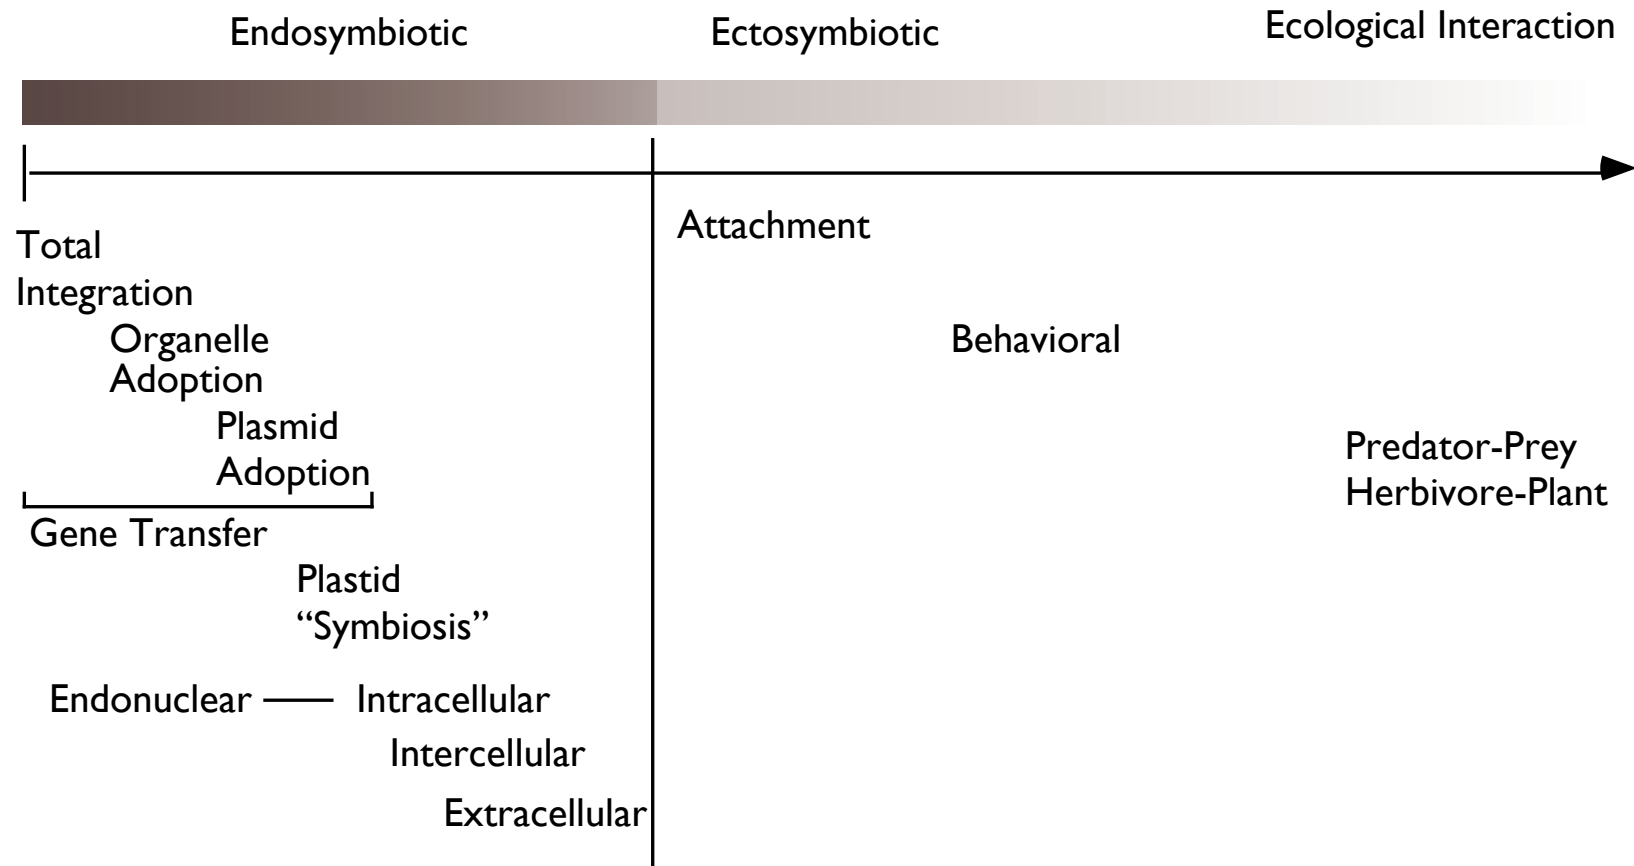 Endosymbiotic
Ectosymbiotic
Ecological Interaction
Attachment
Total
Integration
Organelle
Adoption
Behavioral
Plasmid
Adoption
Predator-Prey
Herbivore-Plant
Gene Transfer
Plastid
“Symbiosis”
Endonuclear — Intracellular
Intercellular
Extracellular